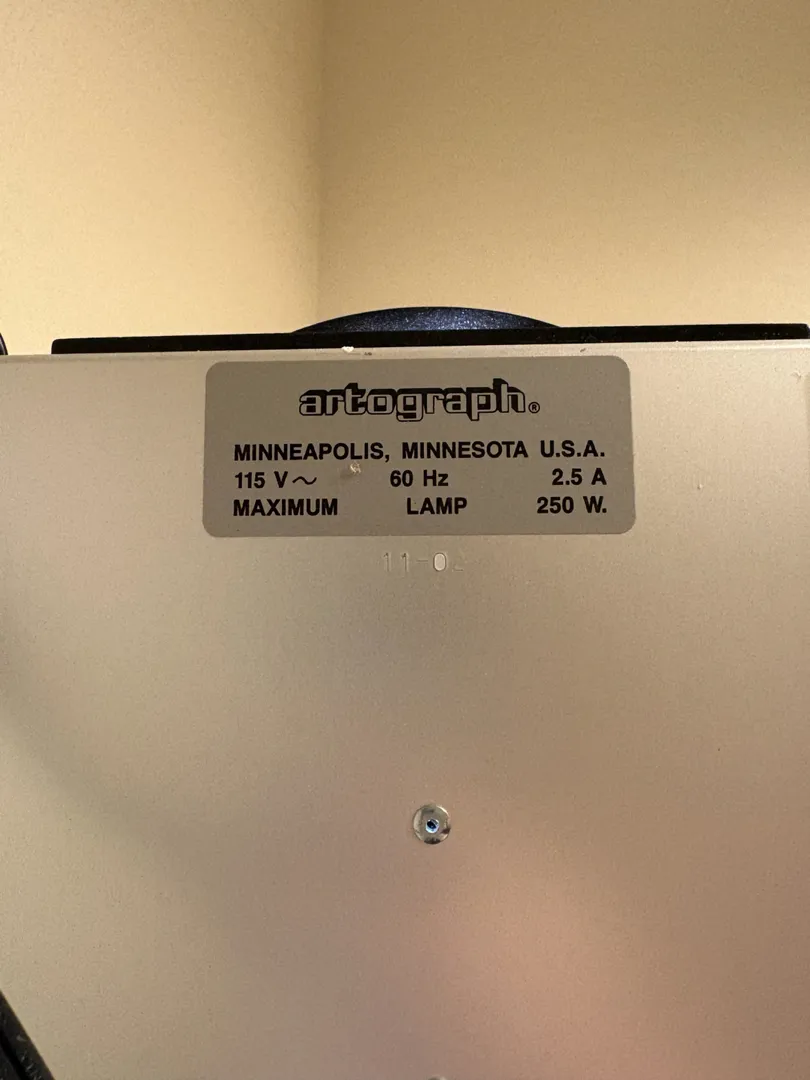 artograph®
MINNEAPOLIS, MINNESOTA U.S.A.
115 V~ 60 Hz 2.5 A
MAXIMUM LAMP 250 W.